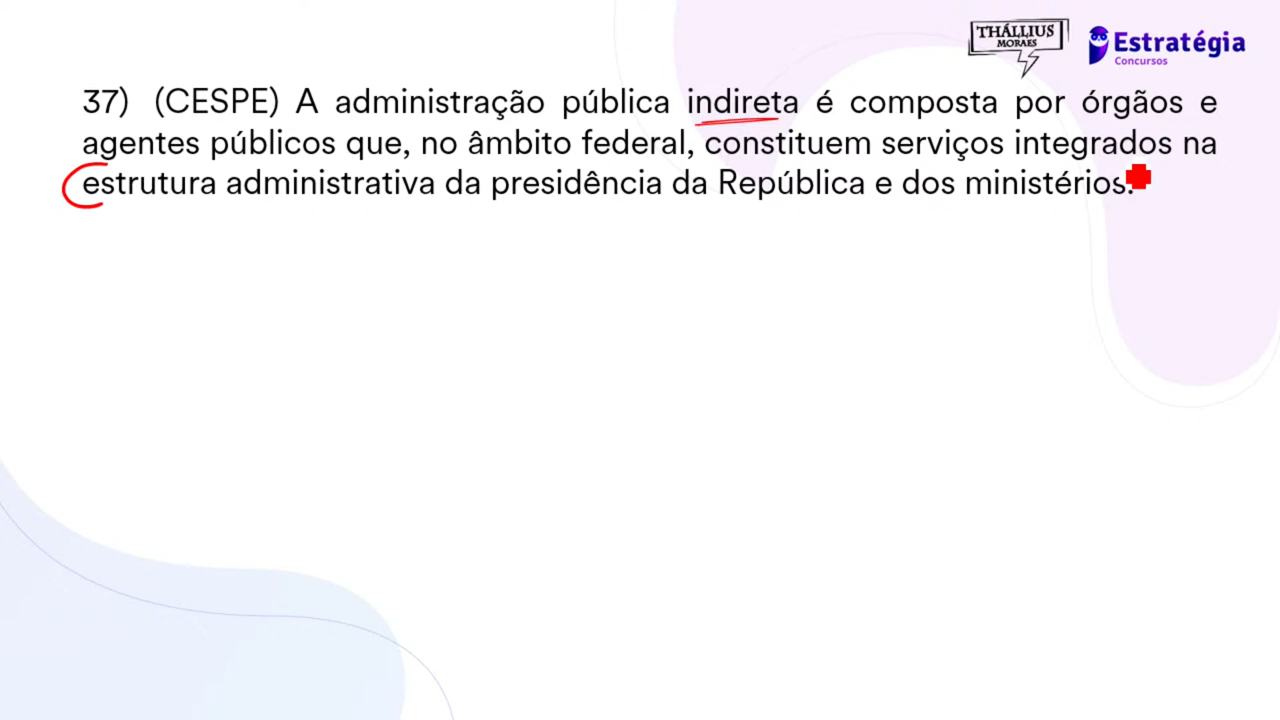 THÁLLIUS
MORAES
Estratégia
Concursos
37) (CESPE) A administração pública indireta é composta por órgãos e
agentes públicos que, no âmbito federal, constituem serviços integrados na
estrutura administrativa da presidência da República e dos ministérios.